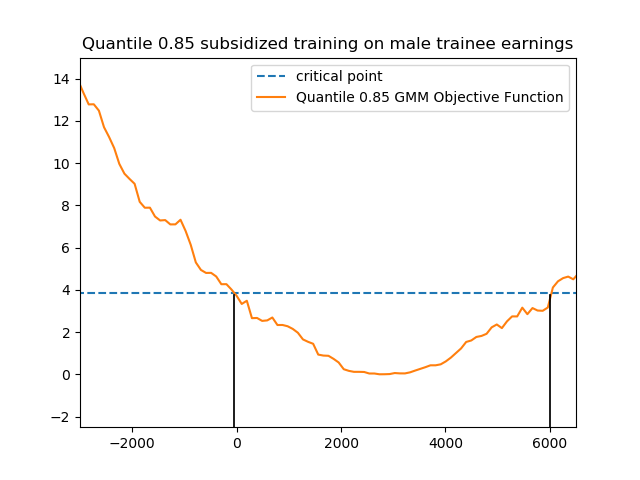 Quantile 0.85 subsidized training on male trainee earnings
critical point
Quantile 0.85 GMM Objective Function
14
12
10
8
6
4
2
0
−2
−2000 0 2000 4000 6000